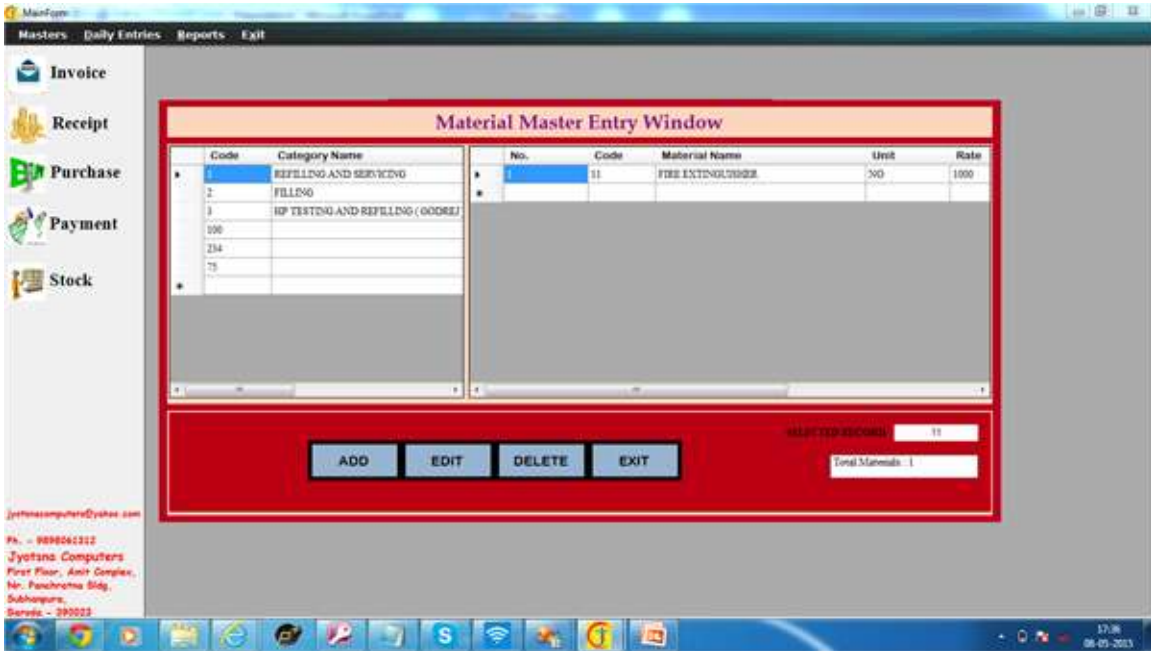 MainForm
Masters Daily Entries Reports Exit
Invoice
Receipt
Purchase
Payment
Stock
Material Master Entry Window
Code Category Name
1 REFILLING AND SERVICING
2 FILLING
3 HP TESTING AND REFILLING ( GODREJ
100
234
75
No. Code Material Name Unit Rate
1 11 FIRE EXTINGUISHER NO 1000
SELECTED RECORD 11
Total Materials : 1
ADD EDIT DELETE EXIT
jyotsnacomputers@yahoo.com
Ph. - 9898061312
Jyotsna Computers
First Floor, Amit Complex,
Nr. Panchratna Bldg.
Subhanpura,
Baroda - 390023
17:36
06-05-2013